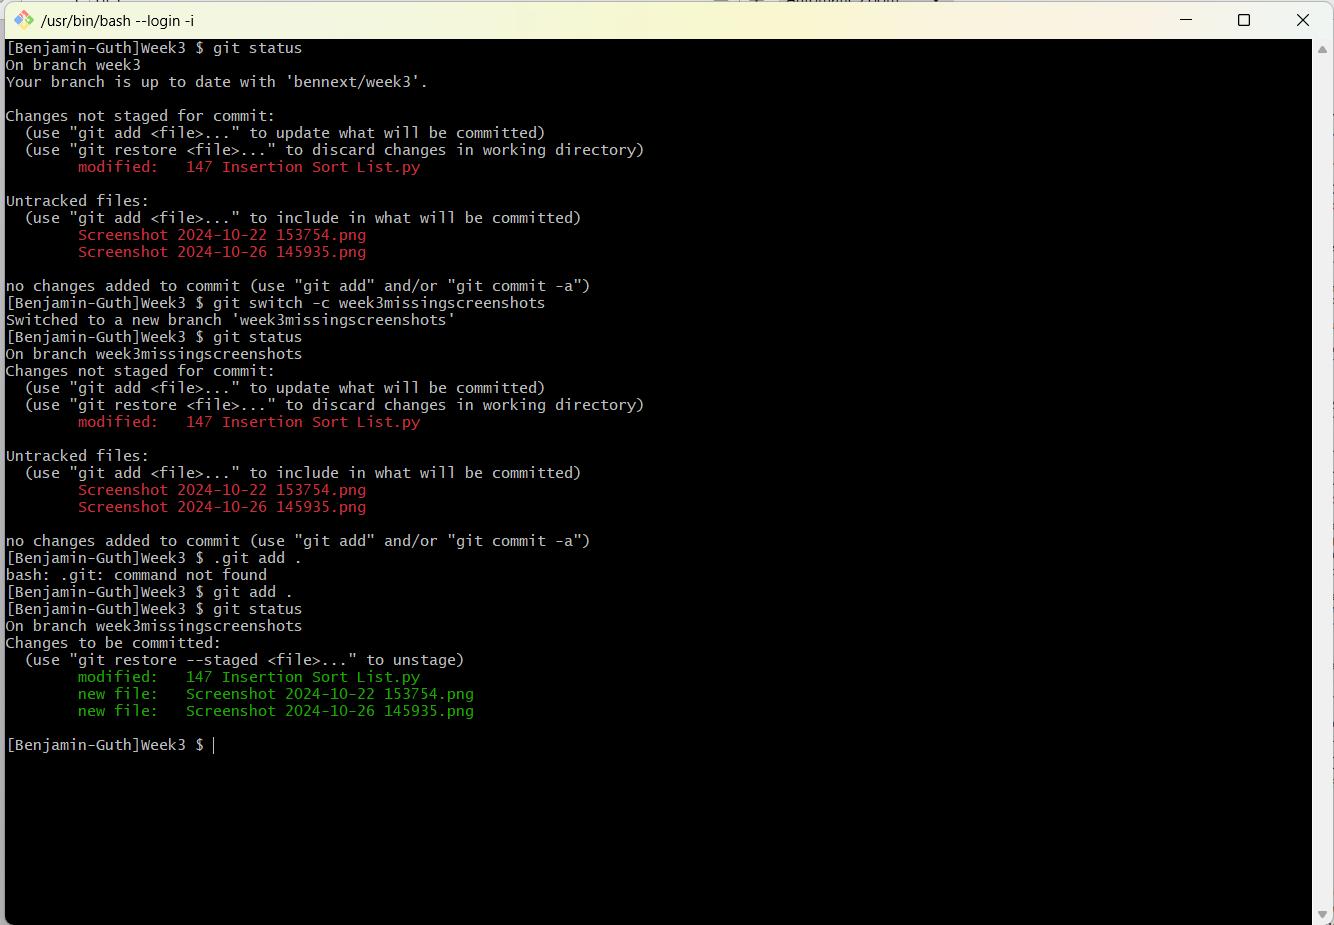 /usr/bin/bash --login -i
[Benjamin-Guth]Week3 $ git status
On branch week3
Your branch is up to date with 'bennext/week3'.
Changes not staged for commit:
  (use "git add <file>..." to update what will be committed)
  (use "git restore <file>..." to discard changes in working directory)
        modified:   147 Insertion Sort List.py
Untracked files:
  (use "git add <file>..." to include in what will be committed)
        Screenshot 2024-10-22 153754.png
        Screenshot 2024-10-26 145935.png
no changes added to commit (use "git add" and/or "git commit -a")
[Benjamin-Guth]Week3 $ git switch -c week3missingscreenshots
Switched to a new branch 'week3missingscreenshots'
[Benjamin-Guth]Week3 $ git status
On branch week3missingscreenshots
Changes not staged for commit:
  (use "git add <file>..." to update what will be committed)
  (use "git restore <file>..." to discard changes in working directory)
        modified:   147 Insertion Sort List.py
Untracked files:
  (use "git add <file>..." to include in what will be committed)
        Screenshot 2024-10-22 153754.png
        Screenshot 2024-10-26 145935.png
no changes added to commit (use "git add" and/or "git commit -a")
[Benjamin-Guth]Week3 $ .git add .
bash: .git: command not found
[Benjamin-Guth]Week3 $ git add .
[Benjamin-Guth]Week3 $ git status
On branch week3missingscreenshots
Changes to be committed:
  (use "git restore --staged <file>..." to unstage)
        modified:   147 Insertion Sort List.py
        new file:   Screenshot 2024-10-22 153754.png
        new file:   Screenshot 2024-10-26 145935.png
[Benjamin-Guth]Week3 $